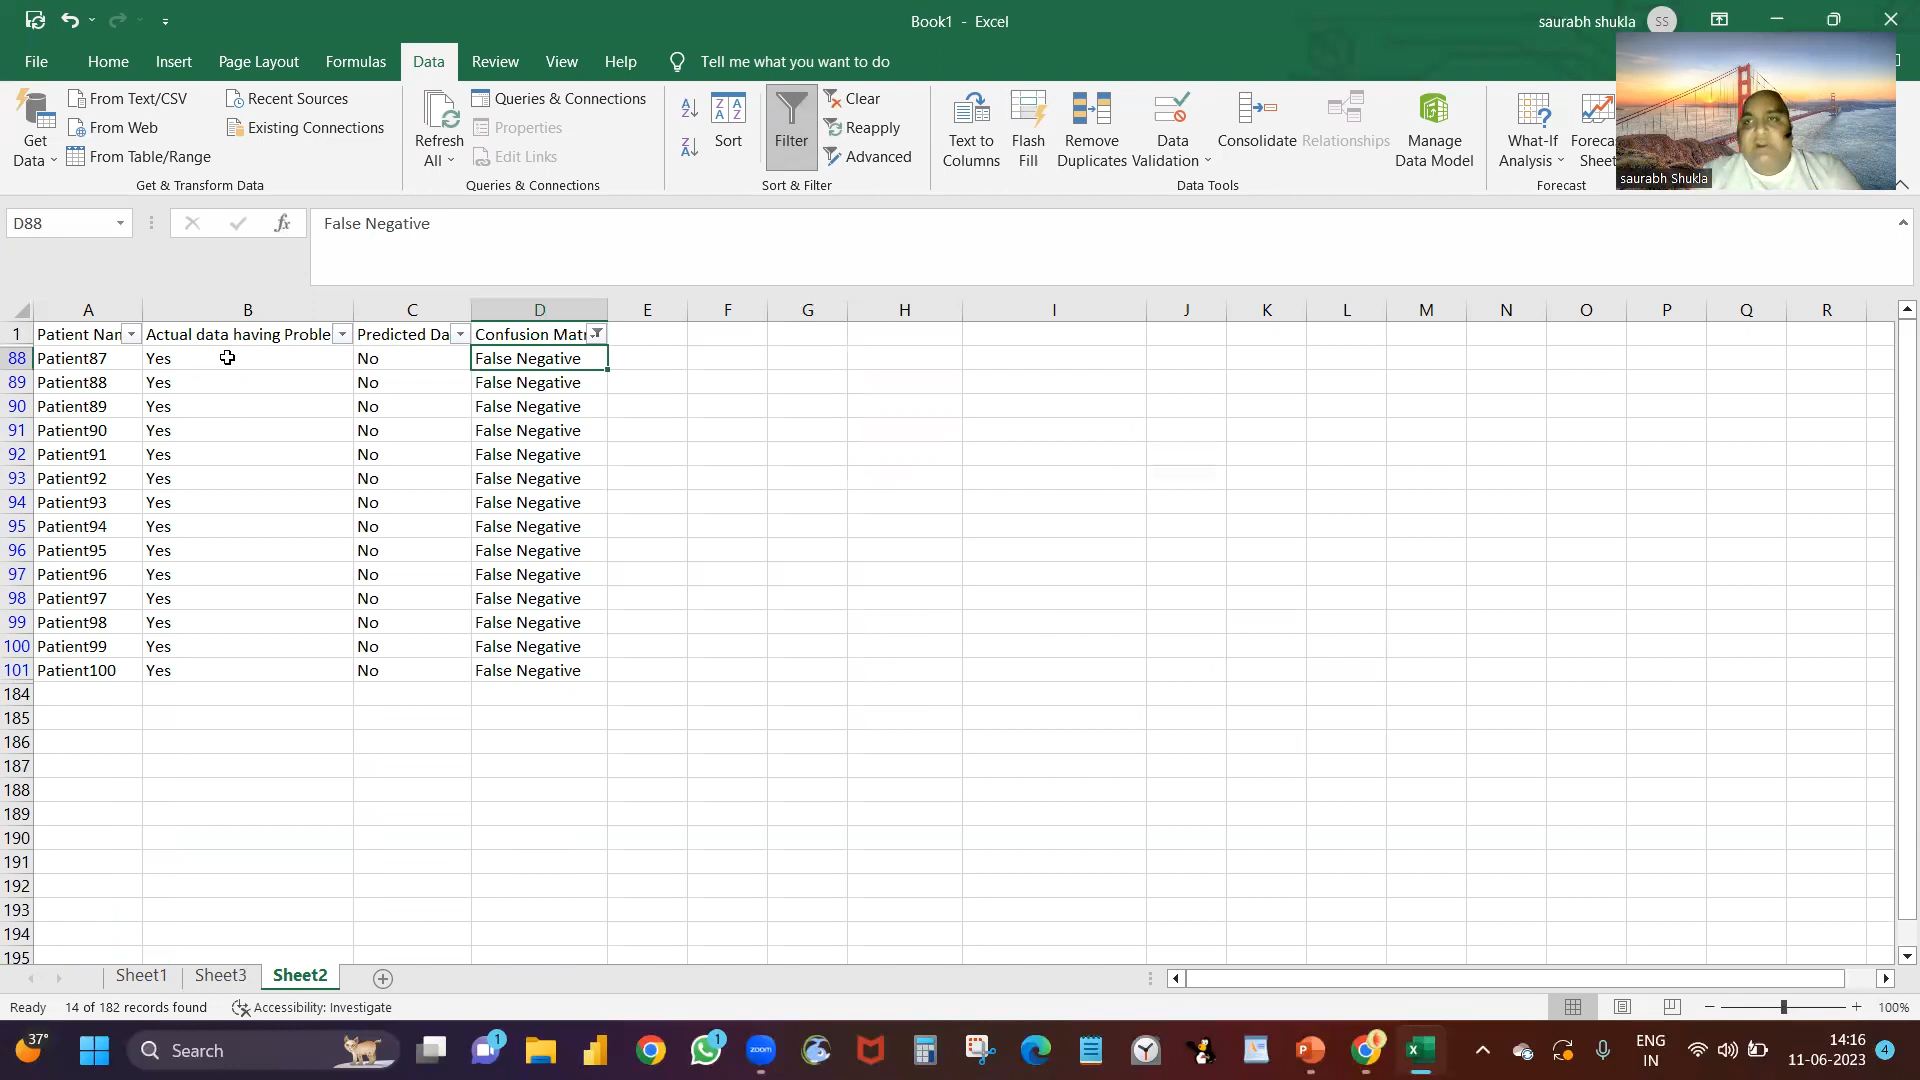 Book1 - Excel
saurabh shukla SS
File Home Insert Page Layout Formulas Data Review View Help Tell me what you want to do
Get Data
From Text/CSV
From Web
From Table/Range
Recent Sources
Existing Connections
Get & Transform Data
Refresh All
Queries & Connections
Properties
Edit Links
Queries & Connections
Sort
Filter
Clear
Reapply
Advanced
Sort & Filter
Text to Columns
Flash Fill
Remove Duplicates
Data Validation
Consolidate
Relationships
Manage Data Model
Data Tools
What-If Analysis
Foreca Sheet
Forecast
saurabh Shukla
D88 fx False Negative
A B C D E F G H I J K L M N O P Q R
1 Patient Nan Actual data having Proble Predicted Da Confusion Matr
88 Patient87 Yes No False Negative
89 Patient88 Yes No False Negative
90 Patient89 Yes No False Negative
91 Patient90 Yes No False Negative
92 Patient91 Yes No False Negative
93 Patient92 Yes No False Negative
94 Patient93 Yes No False Negative
95 Patient94 Yes No False Negative
96 Patient95 Yes No False Negative
97 Patient96 Yes No False Negative
98 Patient97 Yes No False Negative
99 Patient98 Yes No False Negative
100 Patient99 Yes No False Negative
101 Patient100 Yes No False Negative
184
185
186
187
188
189
190
191
192
193
194
195
Sheet1 Sheet3 Sheet2
Ready 14 of 182 records found Accessibility: Investigate 100%
37° Search 1 1 zoom ENG IN 14:16 11-06-2023 4